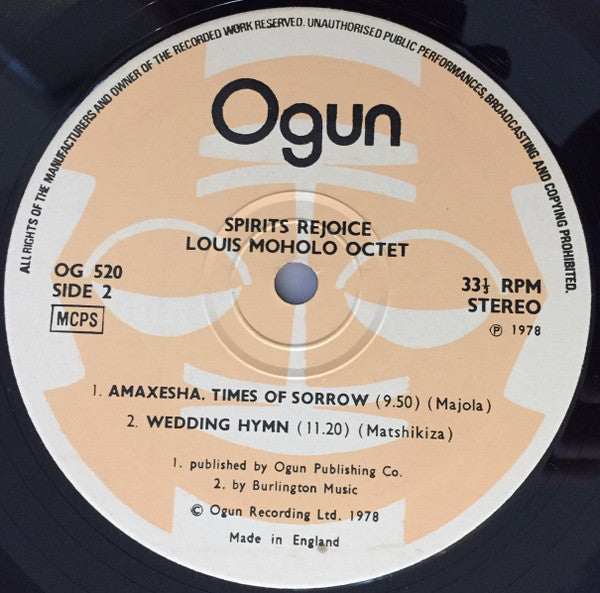 ALL RIGHTS OF THE MANUFACTURERS AND OWNER OF THE RECORDED WORK RESERVED. UNAUTHORISED PUBLIC PERFORMANCES, BROADCASTING AND COPYING PROHIBITED.
Ogun
SPIRITS REJOICE
LOUIS MOHOLO OCTET
OG 520
SIDE 2
MCPS
33⅓ RPM
STEREO
℗ 1978
1. AMAXESHA. TIMES OF SORROW (9.50) (Majola)
2. WEDDING HYMN (11.20) (Matshikiza)
1. published by Ogun Publishing Co.
2. by Burlington Music
© Ogun Recording Ltd. 1978
Made in England